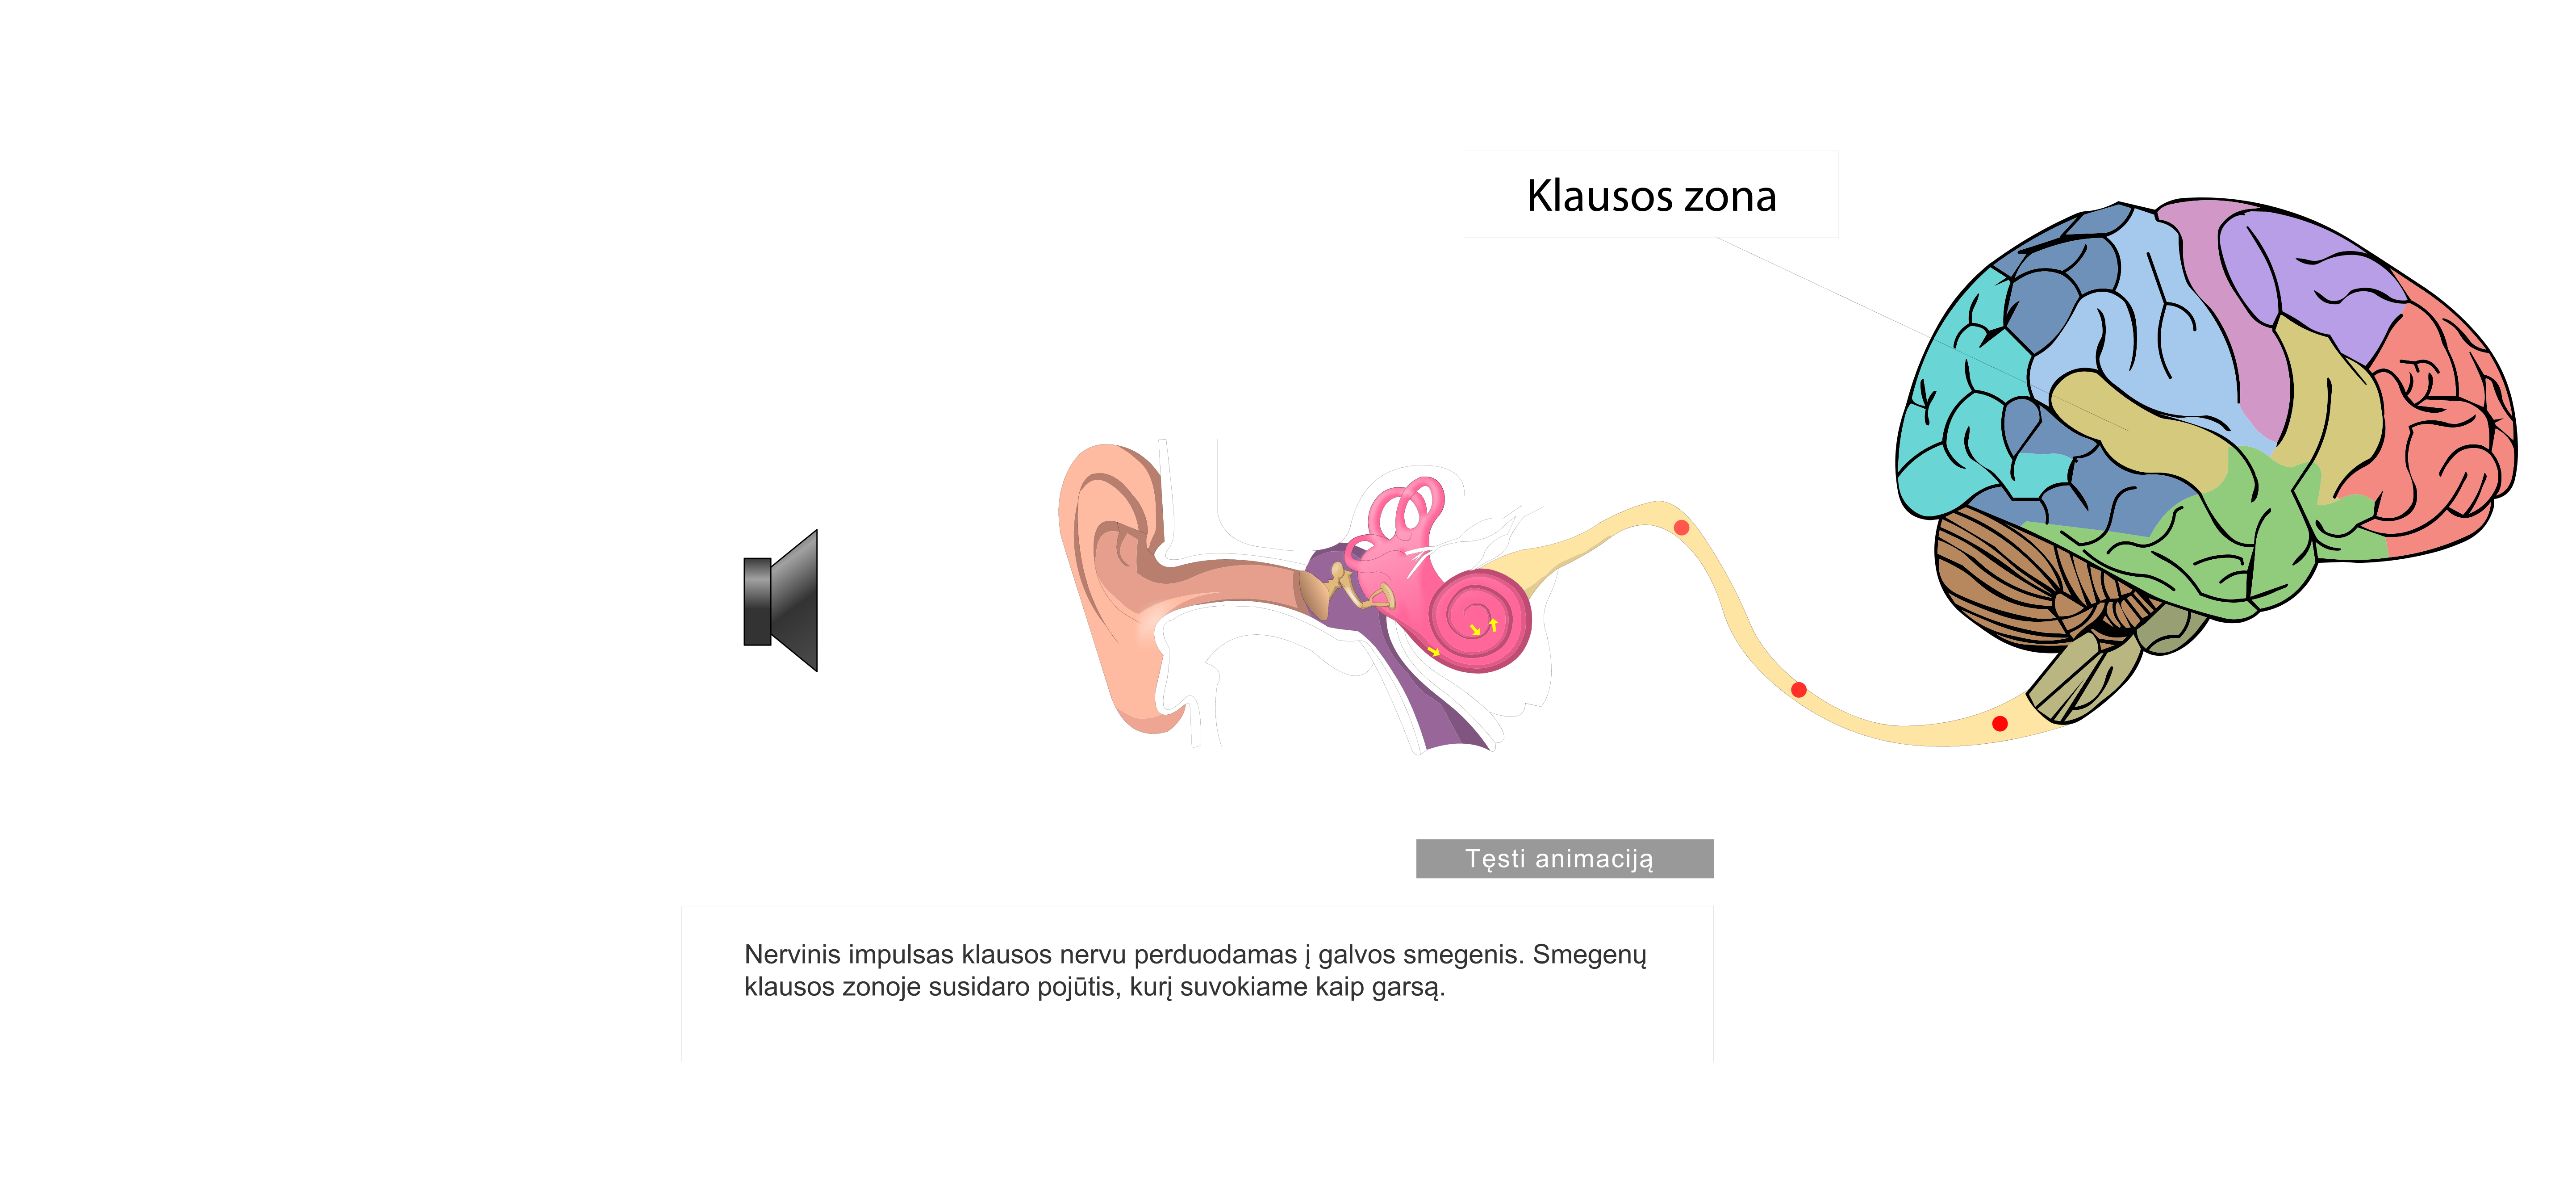 Klausos zona
Tęsti animaciją
Nervinis impulsas klausos nervu perduodamas į galvos smegenis. Smegenų
klausos zonoje susidaro pojūtis, kurį suvokiame kaip garsą.